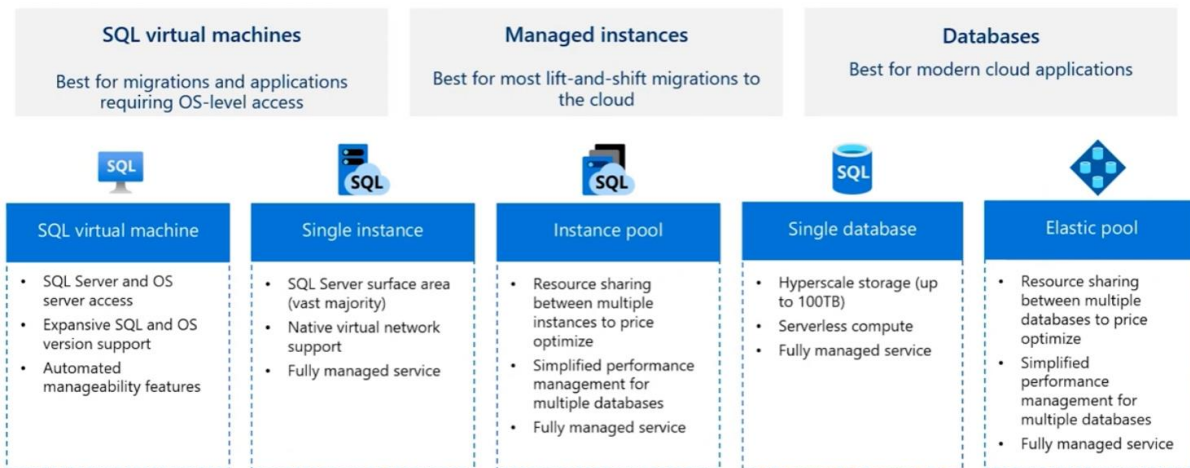 SQL virtual machines
Best for migrations and applications
requiring OS-level access
Managed instances
Best for most lift-and-shift migrations to
the cloud
Databases
Best for modern cloud applications
SQL
SQL
SQL
SQL
SQL virtual machine
• SQL Server and OS
server access
• Expansive SQL and OS
version support
• Automated
manageability features
Single instance
• SQL Server surface area
(vast majority)
• Native virtual network
support
• Fully managed service
Instance pool
• Resource sharing
between multiple
instances to price
optimize
• Simplified performance
management for
multiple databases
• Fully managed service
Single database
• Hyperscale storage (up
to 100TB)
• Serverless compute
• Fully managed service
Elastic pool
• Resource sharing
between multiple
databases to price
optimize
• Simplified
performance
management for
multiple databases
• Fully managed service